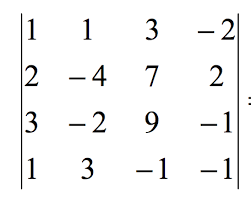 |1 1 3 −2|
|2 −4 7 2|
|3 −2 9 −1| =
|1 3 −1 −1|